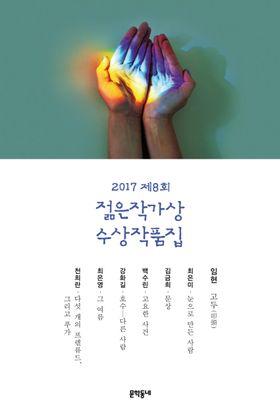 2017 제8회
젊은작가상
수상작품집
임현 고두(叩頭)
최은미·눈으로 만든 사람
김금희·문상
백수린·고요한 사건
강화길·호수—다른 사람
최은영·그 여름
천희란·다섯 개의 프렐류드,
그리고 푸가
문학동네